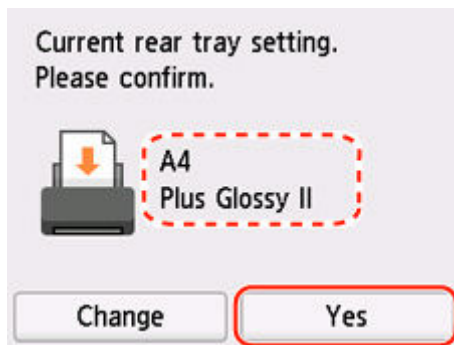 Current rear tray setting.
Please confirm.
A4
Plus Glossy II
Change
Yes